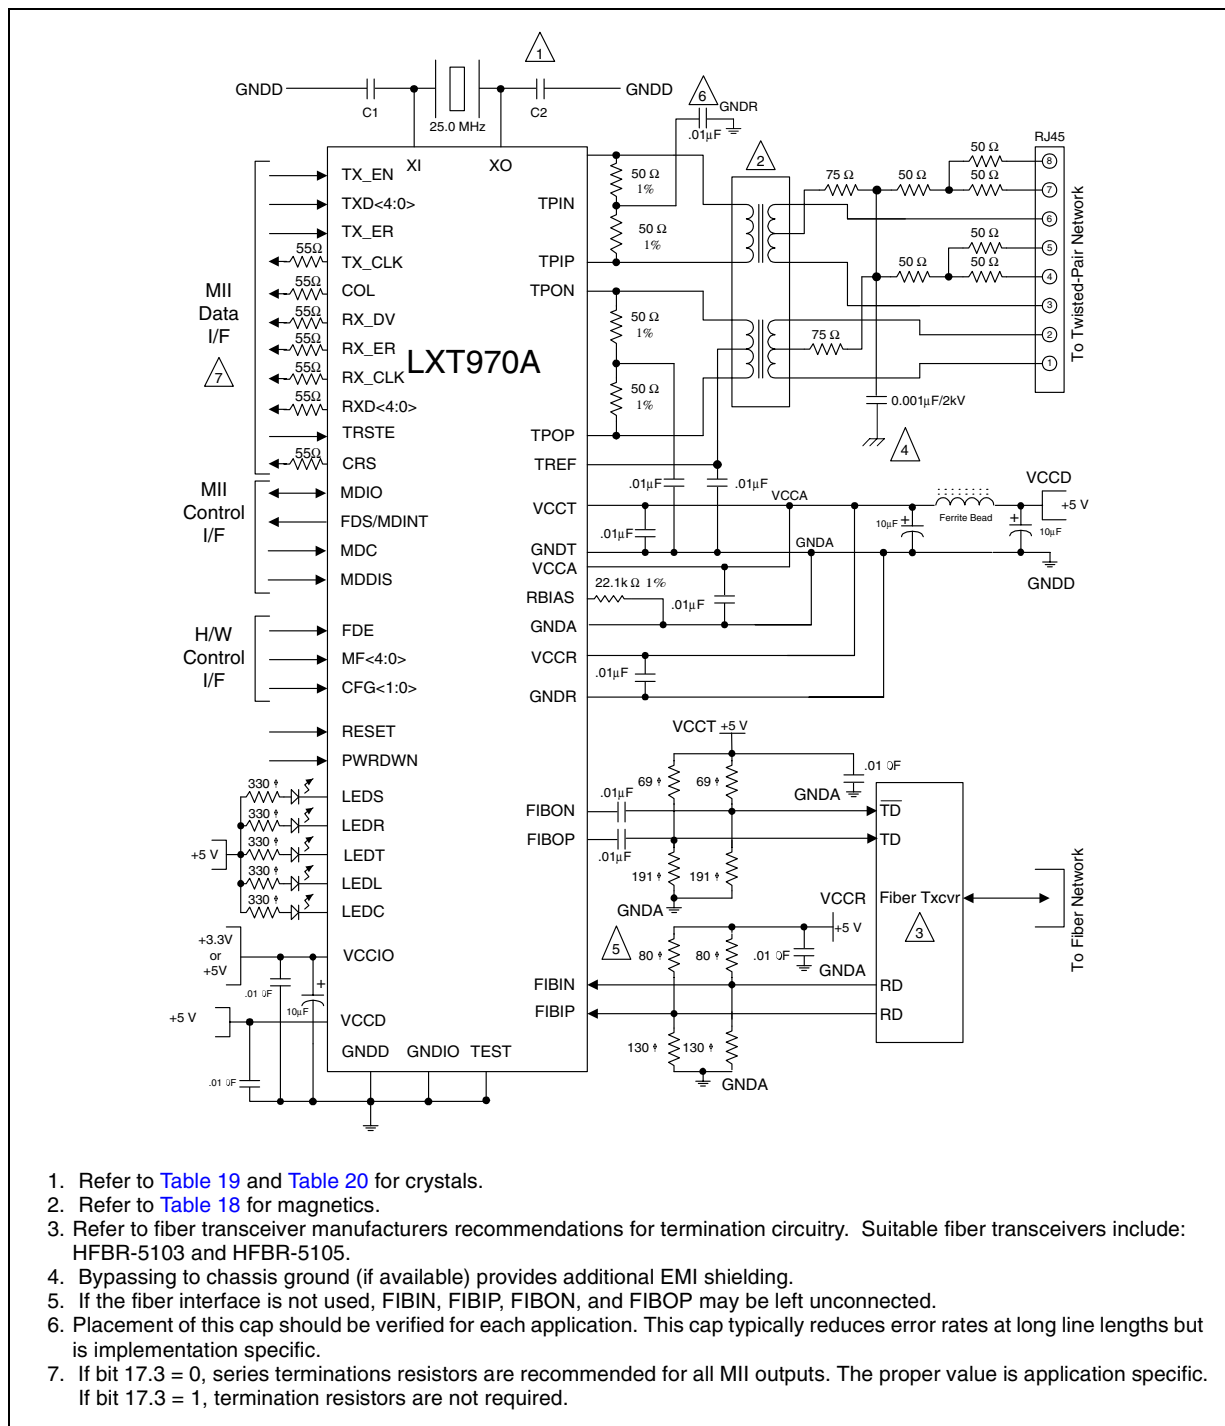 1
6
GNDR
GNDD
C1
25.0 MHz
C2
GNDD
.01µF
RJ45
2
XI
XO
TX_EN
TXD<4:0>
TX_ER
55Ω TX_CLK
55Ω COL
55Ω RX_DV
55Ω RX_ER
55Ω RX_CLK
55Ω RXD<4:0>
TRSTE
55Ω CRS
MII
Data
I/F
7
MII
Control
I/F
MDIO
FDS/MDINT
MDC
MDDIS
H/W
Control
I/F
FDE
MF<4:0>
CFG<1:0>
RESET
PWRDWN
330 LEDS
330 LEDR
330 LEDT
330 LEDL
330 LEDC
+5 V
+3.3V
or
+5V
VCCIO
.01 0F
10µF
+
+5 V
VCCD
.01 0F
GNDD GNDIO TEST
LXT970A
TPIN
TPIP
TPON
TPOP
TREF
VCCT
GNDT
VCCA
RBIAS
GNDA
VCCR
GNDR
FIBON
FIBOP
FIBIN
FIBIP
50 Ω
1%
50 Ω
1%
50 Ω
1%
50 Ω
1%
75 Ω
50 Ω
50 Ω
50 Ω
50 Ω
50 Ω
50 Ω
75 Ω
8
7
6
5
4
3
2
1
To Twisted-Pair Network
0.001µF/2kV
4
.01µF
.01µF
VCCA
VCCD
+5 V
Ferrite Bead
10µF
+
+
10µF
.01µF
GNDA
GNDD
22.1k Ω 1%
.01µF
.01µF
VCCT +5 V
.01 0F
GNDA
69
69
.01µF
.01µF
191
191
GNDA
TD
TD
Fiber Txcvr
3
RD
RD
To Fiber Network
VCCR
+5 V
5
80
80
.01 0F
GNDA
130
130
GNDA
1. Refer to Table 19 and Table 20 for crystals.
2. Refer to Table 18 for magnetics.
3. Refer to fiber transceiver manufacturers recommendations for termination circuitry. Suitable fiber transceivers include:
HFBR-5103 and HFBR-5105.
4. Bypassing to chassis ground (if available) provides additional EMI shielding.
5. If the fiber interface is not used, FIBIN, FIBIP, FIBON, and FIBOP may be left unconnected.
6. Placement of this cap should be verified for each application. This cap typically reduces error rates at long line lengths but
is implementation specific.
7. If bit 17.3 = 0, series terminations resistors are recommended for all MII outputs. The proper value is application specific.
If bit 17.3 = 1, termination resistors are not required.